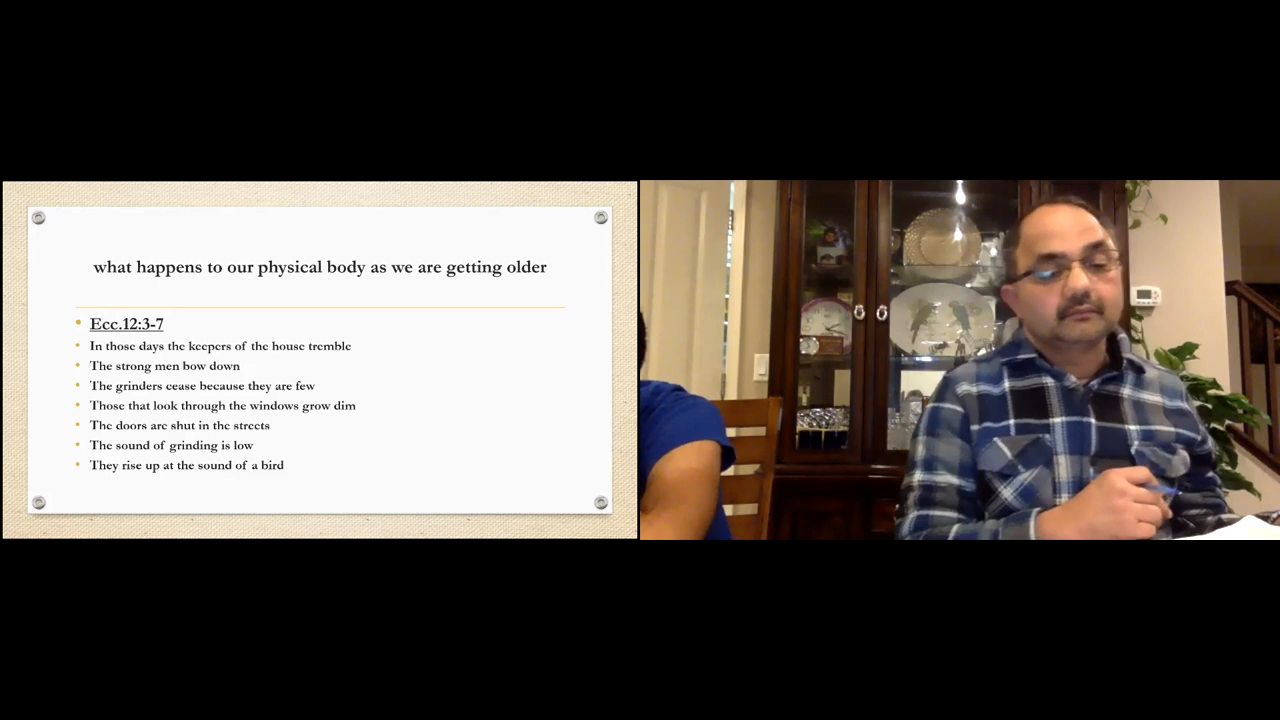 what happens to our physical body as we are getting older
Ecc.12:3-7
In those days the keepers of the house tremble
The strong men bow down
The grinders cease because they are few
Those that look through the windows grow dim
The doors are shut in the streets
The sound of grinding is low
They rise up at the sound of a bird